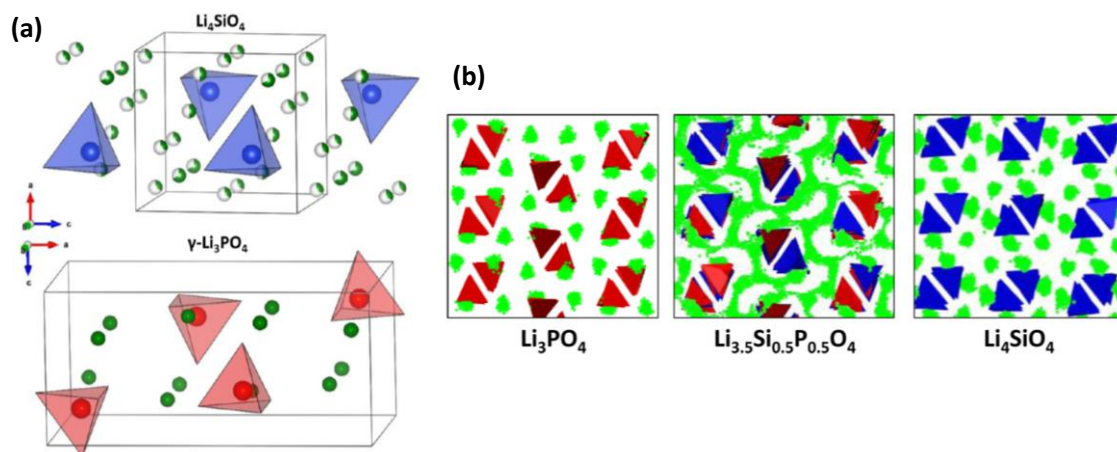 (a)
Li₄SiO₄
(b)
a
c
a
c
γ-Li₃PO₄
Li₃PO₄
Li₃.₅Si₀.₅P₀.₅O₄
Li₄SiO₄